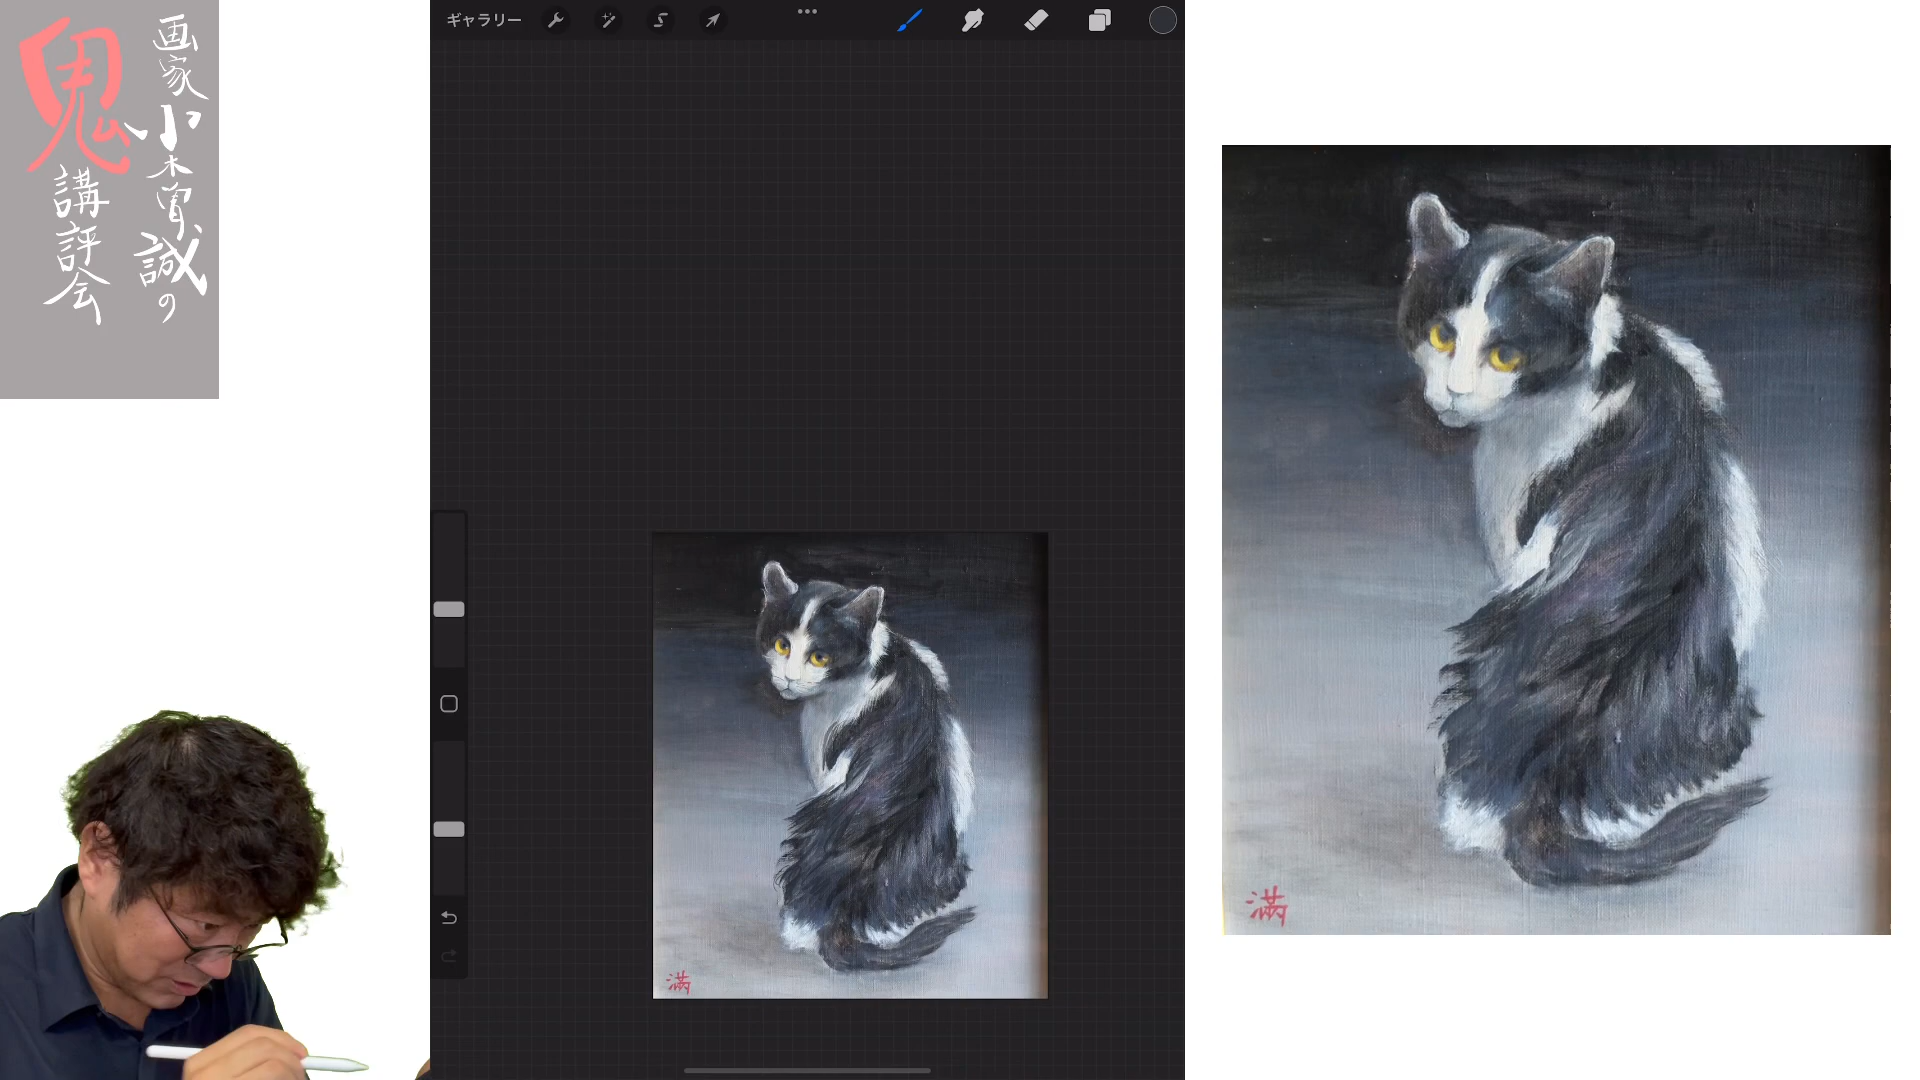 画家小木曽誠の
鬼
講評会
ギャラリー
満
満